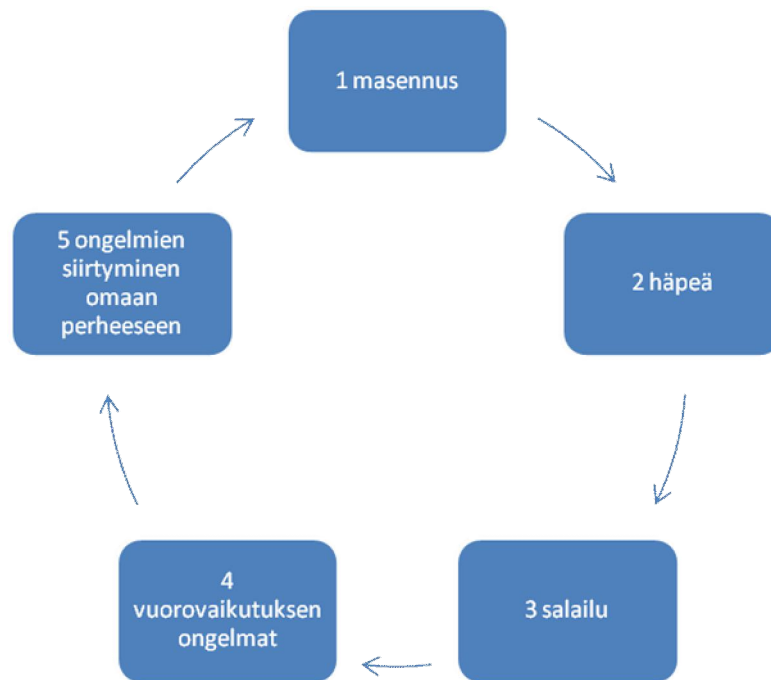 1 masennus
2 häpeä
3 salailu
4
vuorovaikutuksen
ongelmat
5 ongelmien
siirtyminen
omaan
perheeseen